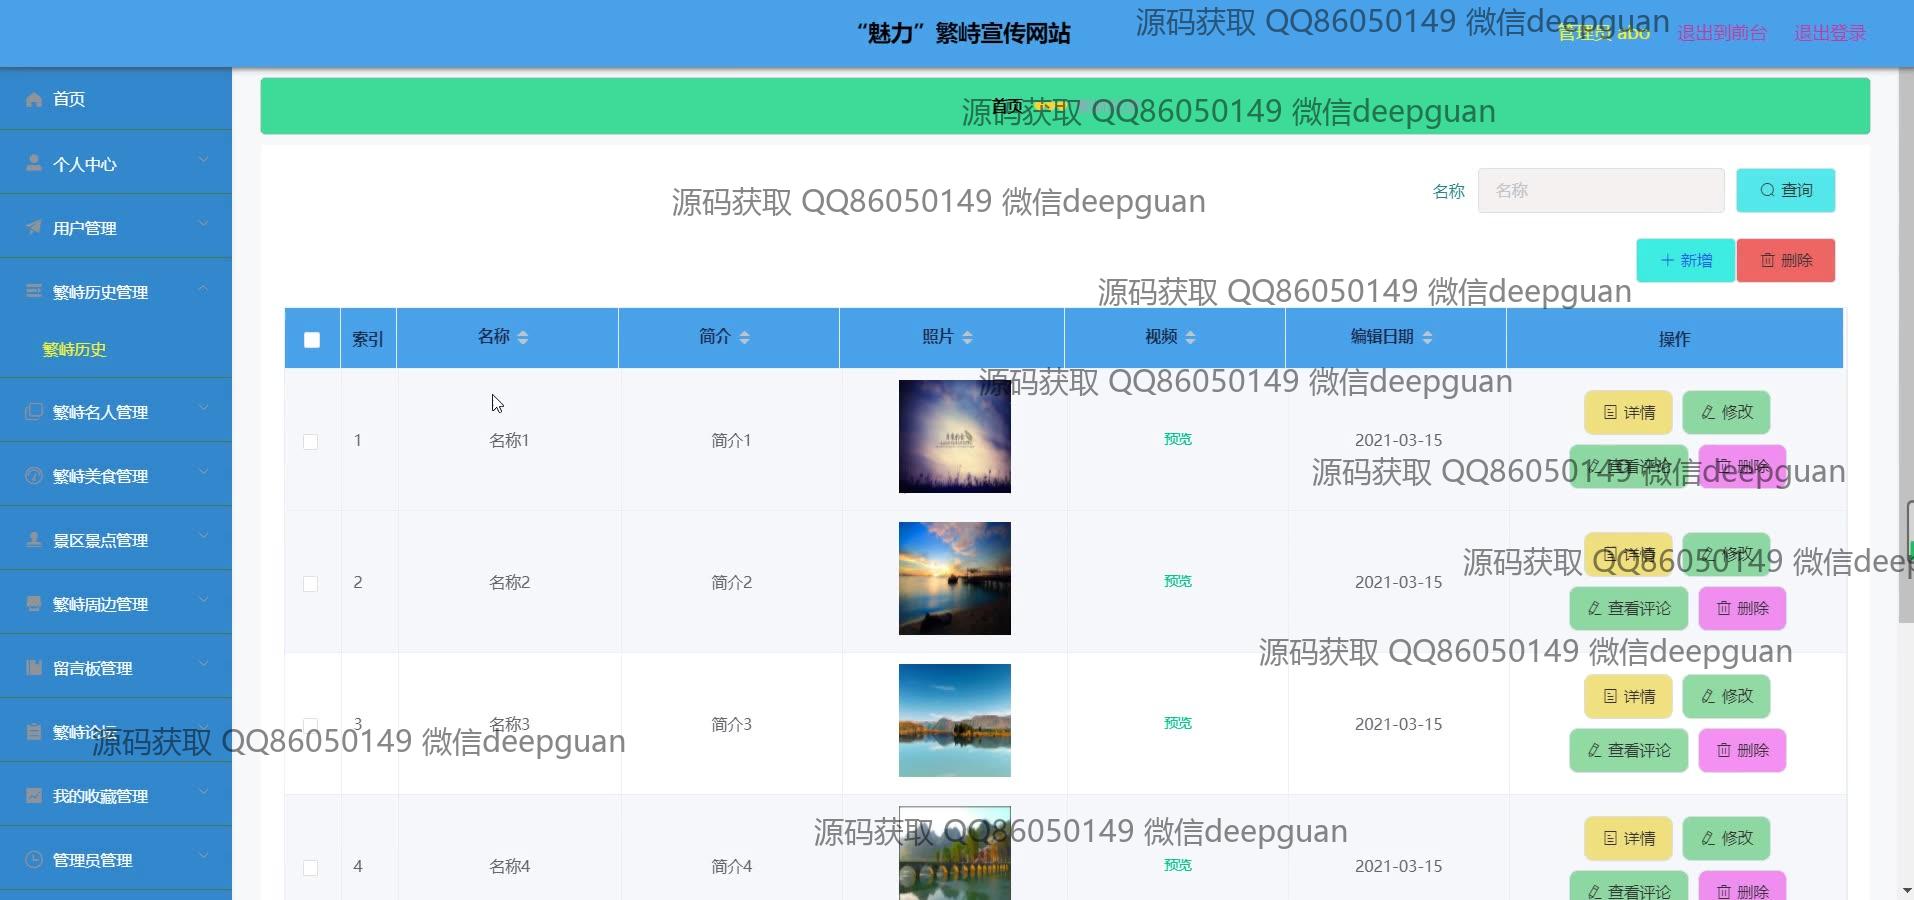 “魅力”繁峙宣传网站
源码获取 QQ86050149 微信deepguan
管理员 abo
退出到前台
退出登录
首页
源码获取 QQ86050149 微信deepguan
首页
个人中心
用户管理
繁峙历史管理
繁峙历史
繁峙名人管理
繁峙美食管理
景区景点管理
繁峙周边管理
留言板管理
繁峙论坛
我的收藏管理
管理员管理
源码获取 QQ86050149 微信deepguan
名称 名称 查询
新增 删除
源码获取 QQ86050149 微信deepguan
索引 名称 简介 照片 视频 编辑日期 操作
源码获取 QQ86050149 微信deepguan
1 名称1 简介1 预览 2021-03-15 详情 修改
查看评论 删除
源码获取 QQ86050149 微信deepguan
源码获取 QQ86050149 微信deep
2 名称2 简介2 预览 2021-03-15 详情 修改
查看评论 删除
源码获取 QQ86050149 微信deepguan
3 名称3 简介3 预览 2021-03-15 详情 修改
查看评论 删除
源码获取 QQ86050149 微信deepguan
源码获取 QQ86050149 微信deepguan
4 名称4 简介4 预览 2021-03-15 详情 修改
查看评论 删除